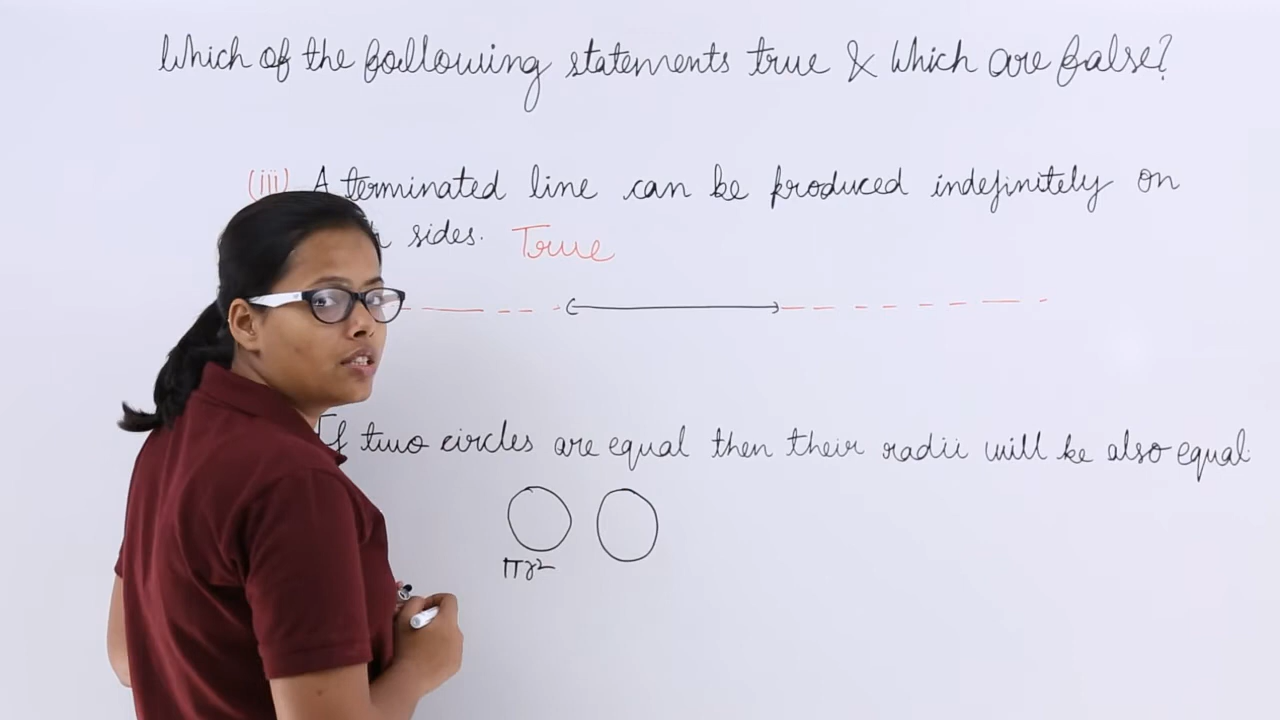 Which of the following statements true & Which are false?
(iii) A terminated line can be produced indefinitely on
sides. True
If two circles are equal then their radii will be also equal.
πr²